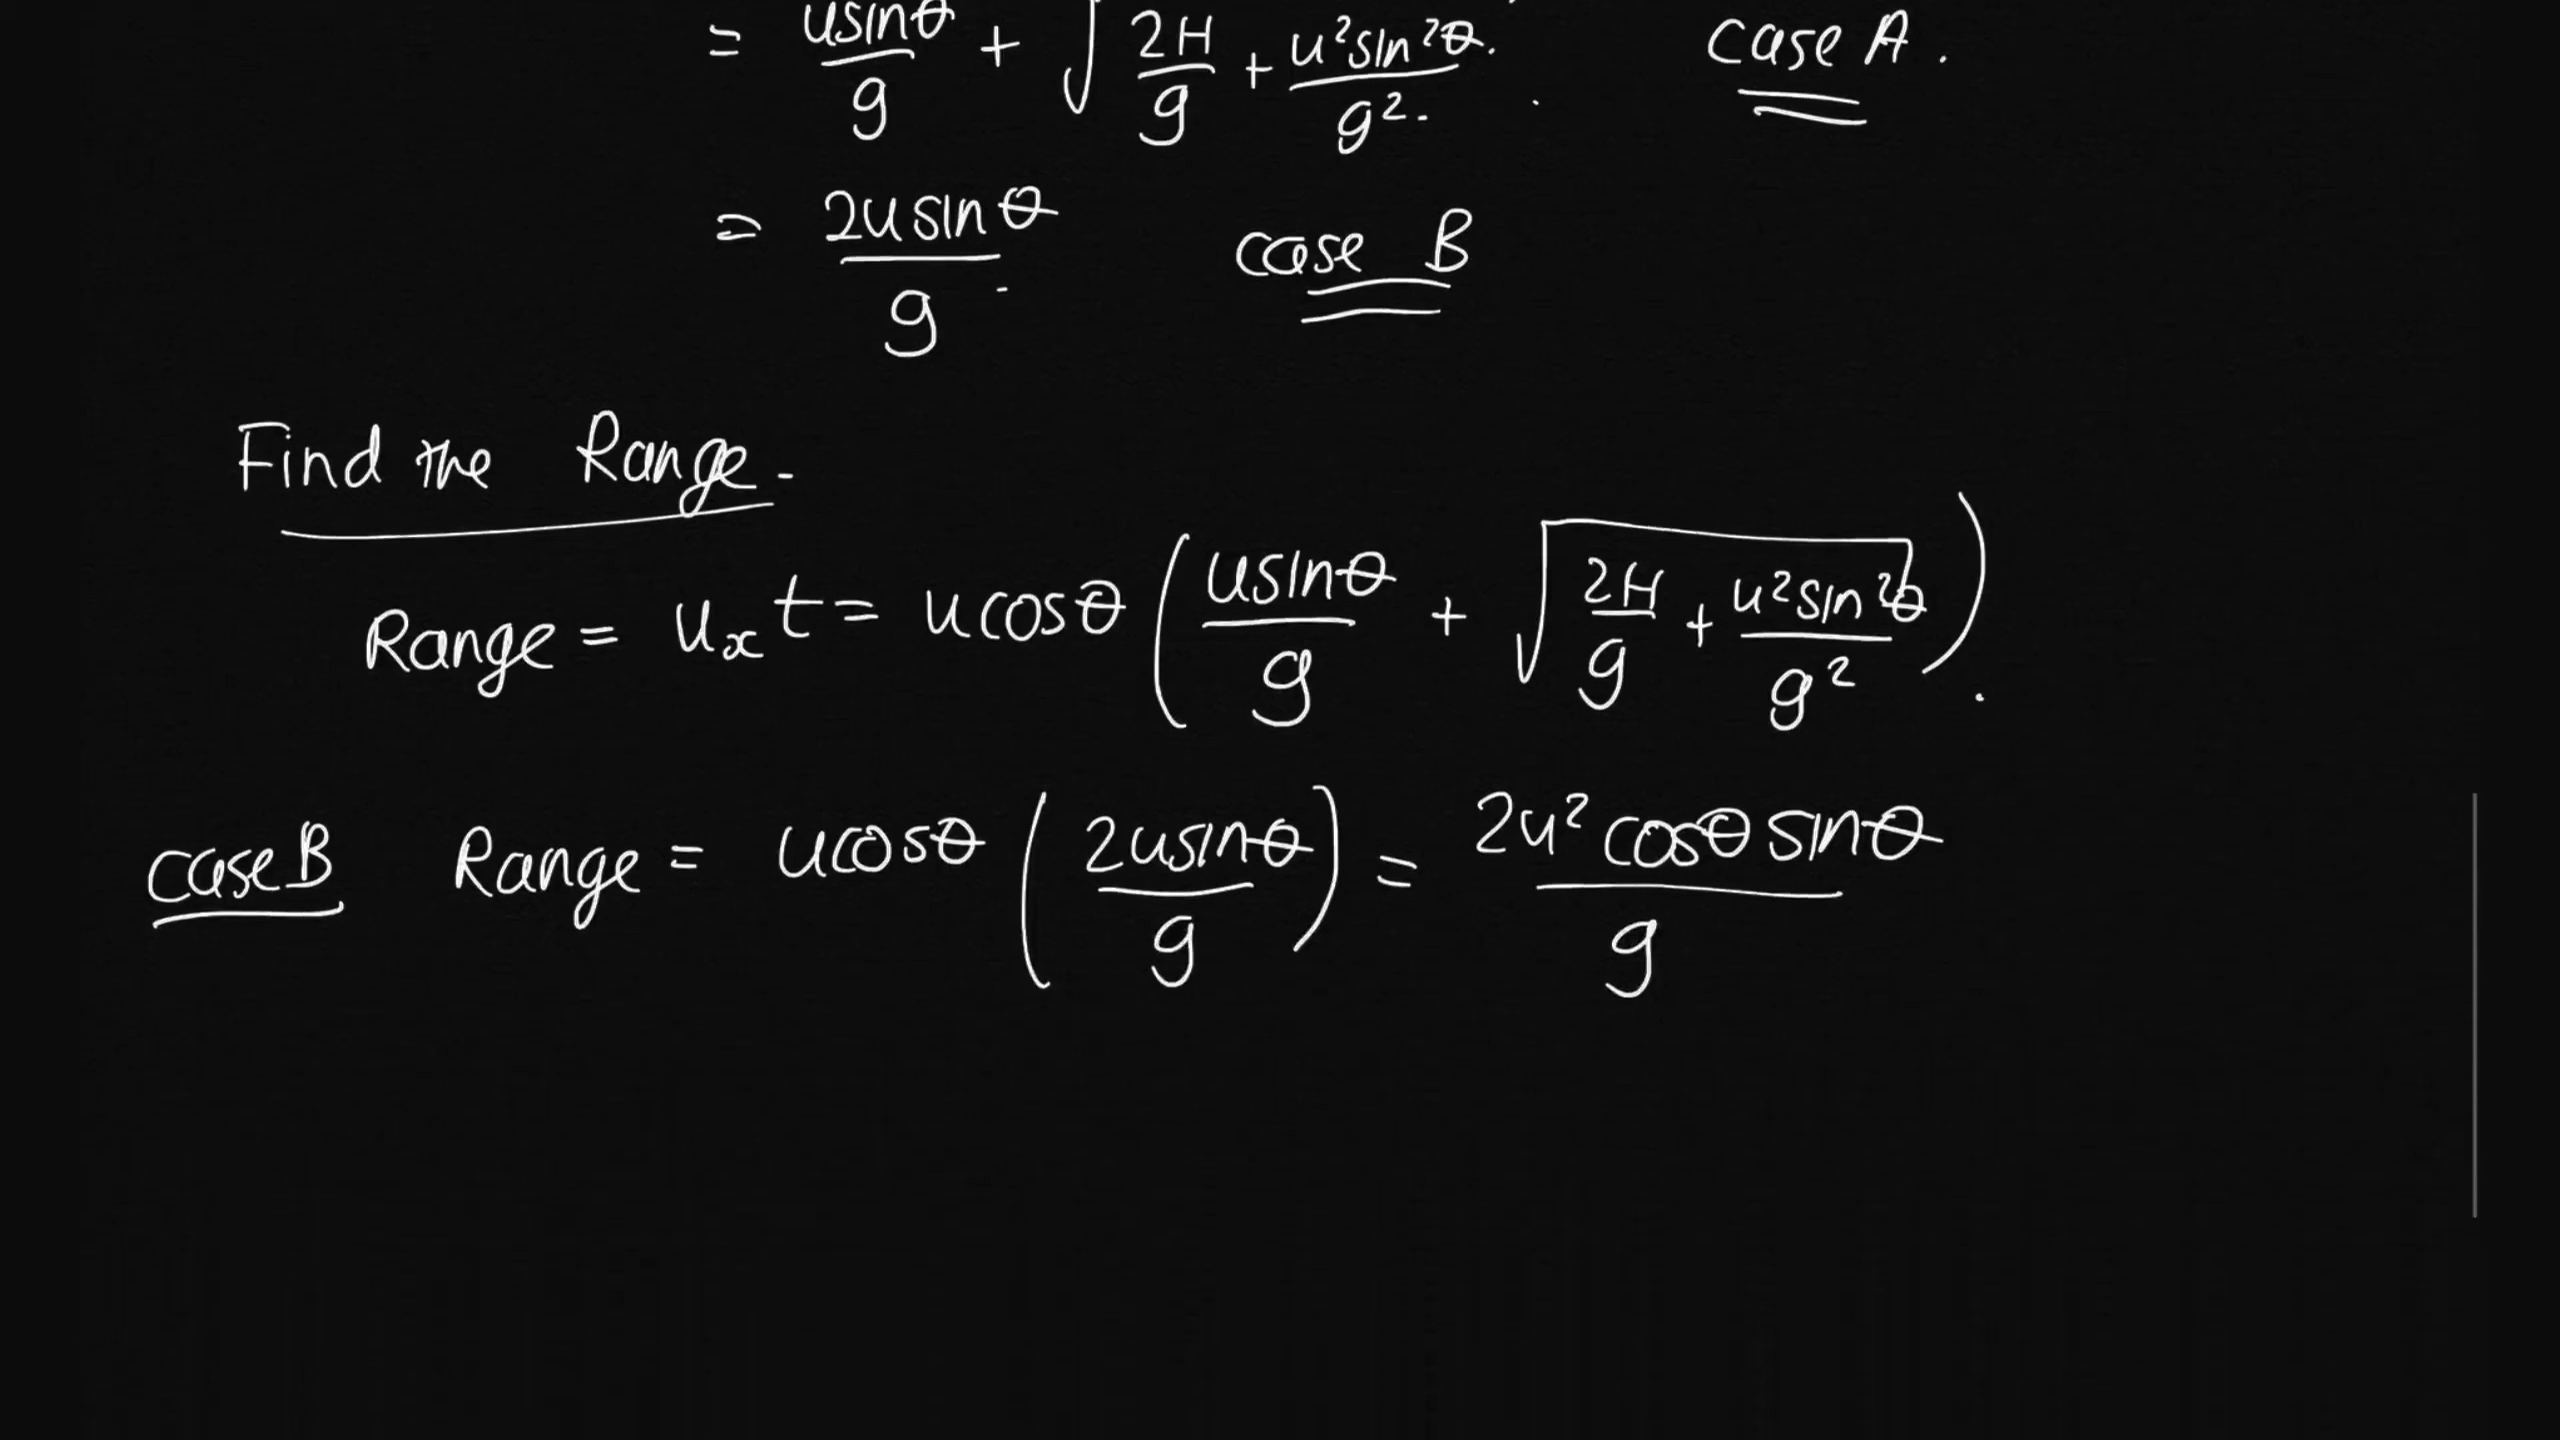 = usinθ/g + √(2H/g + u²sin²θ/g²). case A.
= 2usinθ/g. case B
Find the Range.
Range = uₓt = ucosθ (usinθ/g + √(2H/g + u²sin²θ/g²)).
case B Range = ucosθ (2usinθ/g) = 2u²cosθsinθ/g